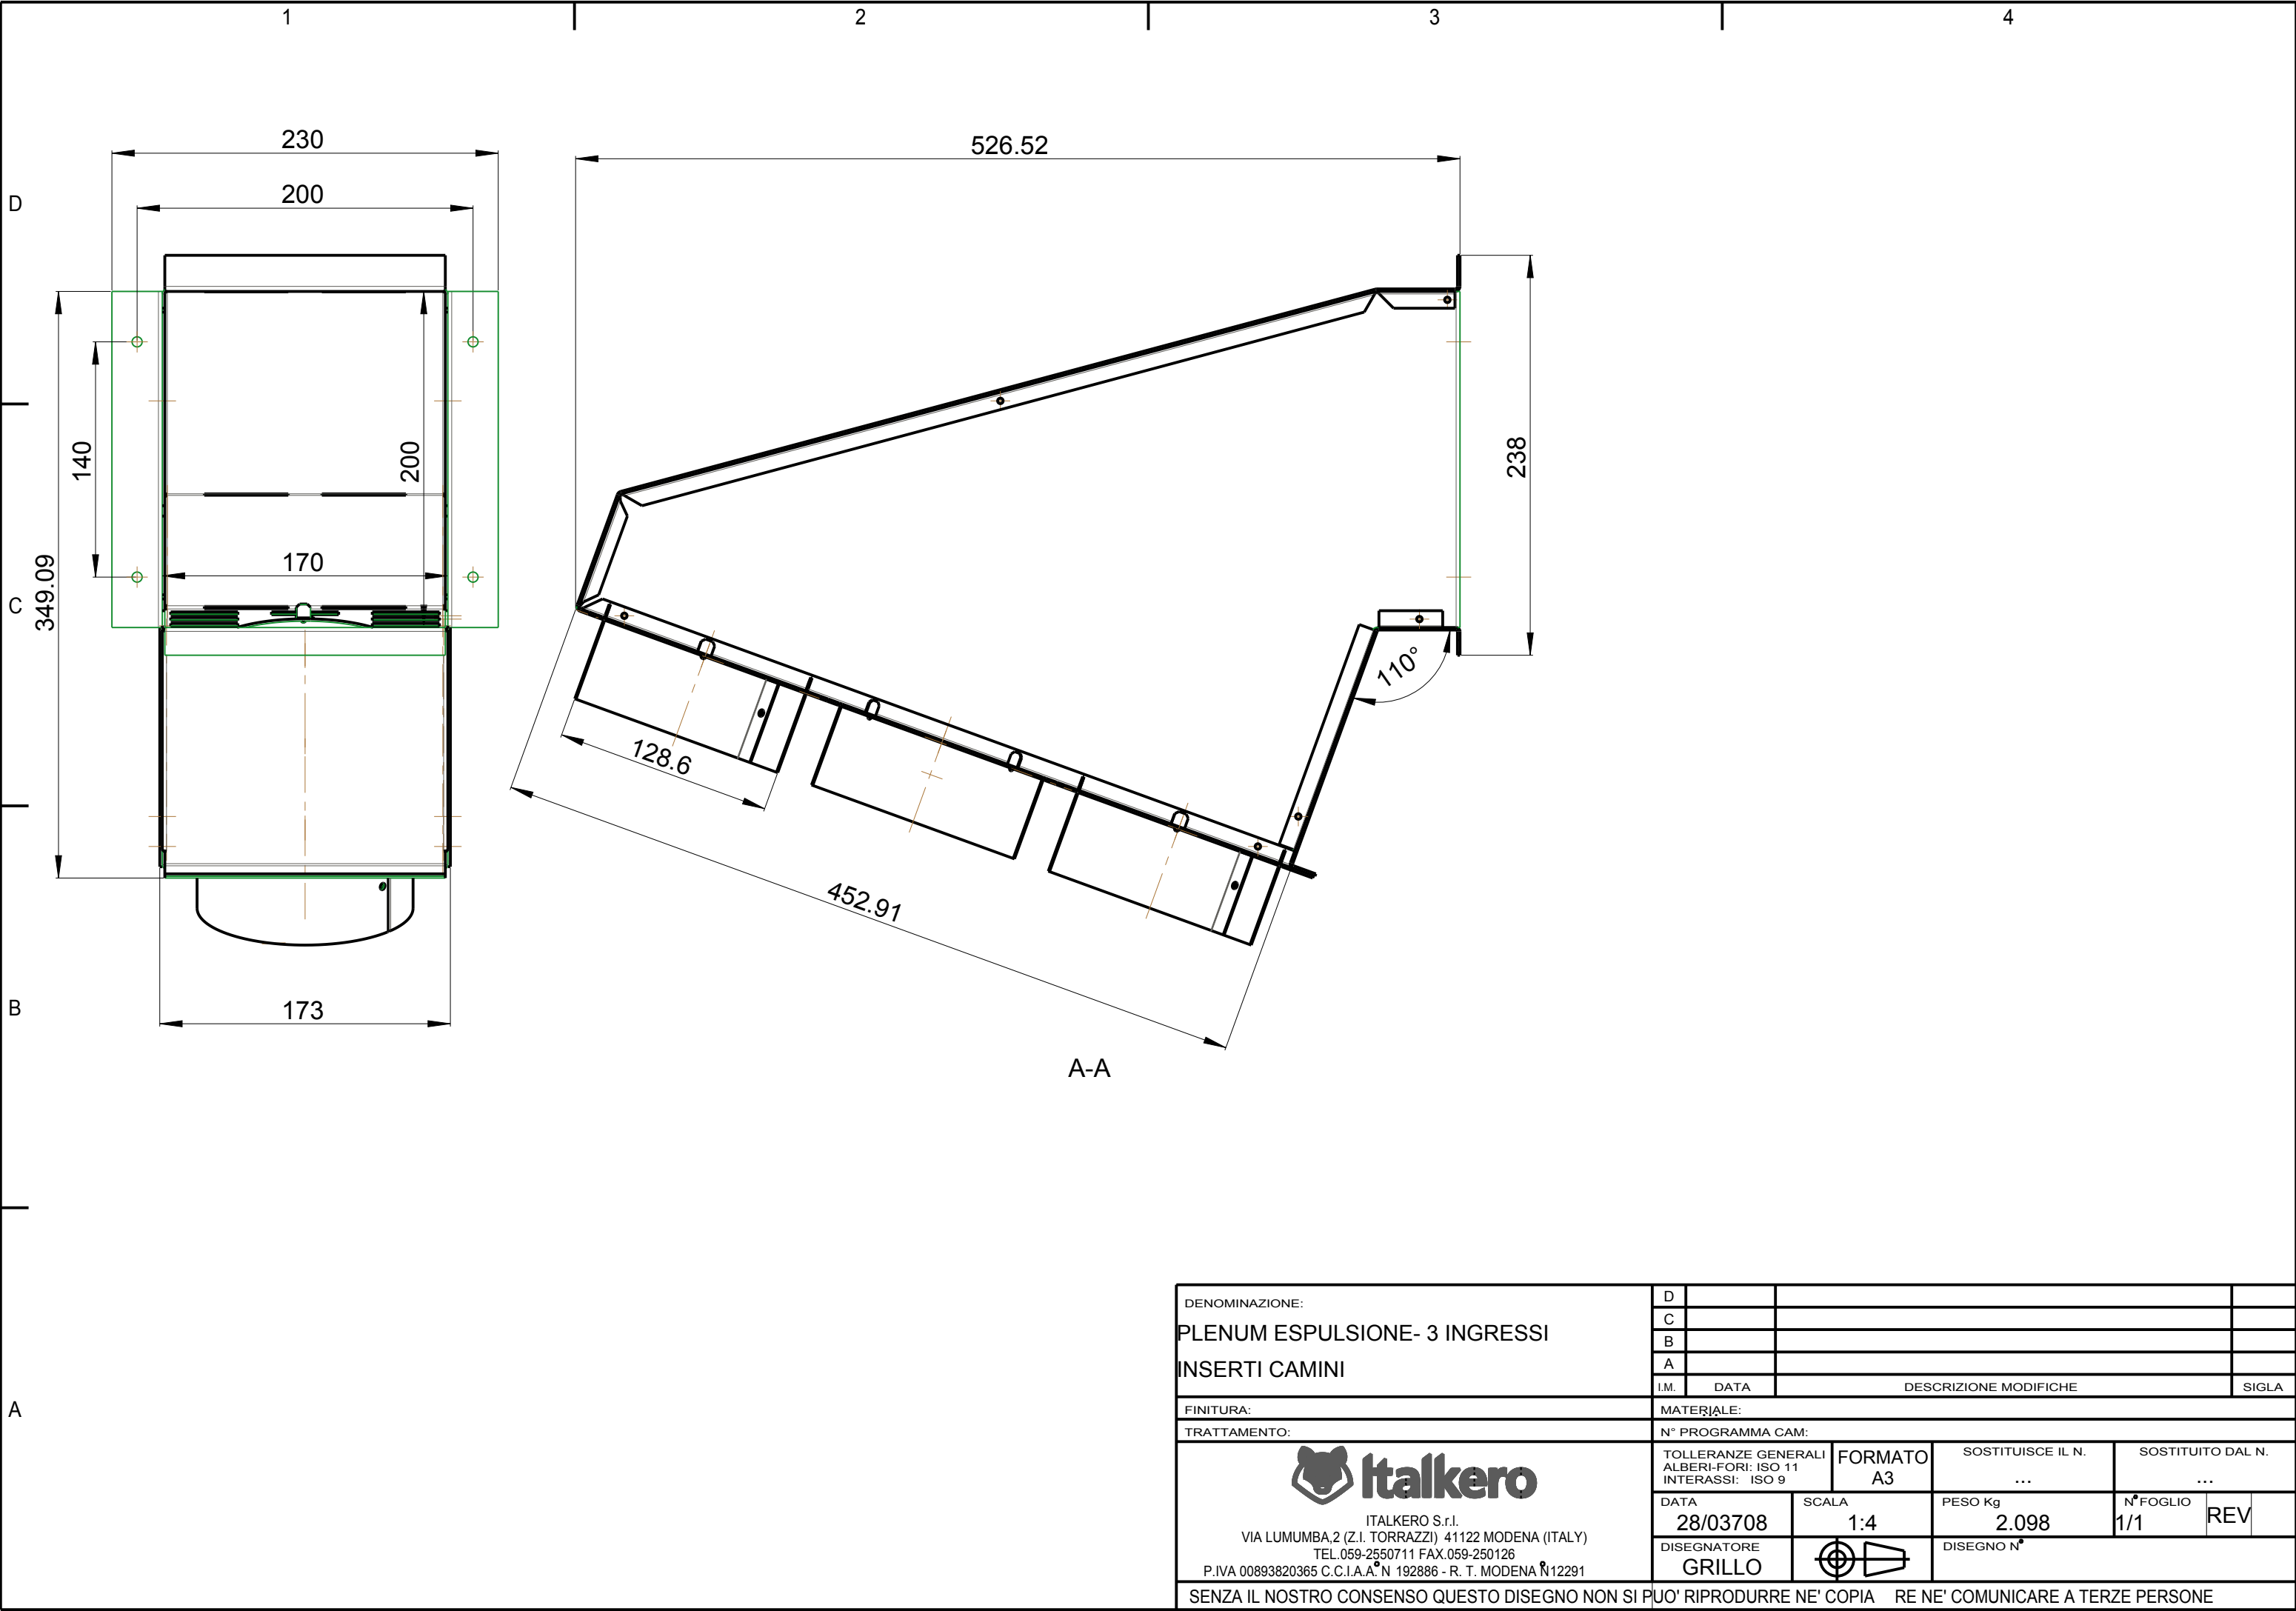 1 2 3 4
D
C
B
A
230
200
349.09
140
200
170
173
526.52
238
110°
128.6
452.91
A-A
DENOMINAZIONE:
PLENUM ESPULSIONE- 3 INGRESSI
INSERTI CAMINI
FINITURA:
TRATTAMENTO:
Italkero
ITALKERO S.r.l.
VIA LUMUMBA,2 (Z.I. TORRAZZI) 41122 MODENA (ITALY)
TEL.059-2550711 FAX.059-250126
P.IVA 00893820365 C.C.I.A.A. N° 192886 - R. T. MODENA N°12291
D
C
B
A
I.M. DATA DESCRIZIONE MODIFICHE SIGLA
MATERIALE:
...
N° PROGRAMMA CAM:
TOLLERANZE GENERALI
ALBERI-FORI: ISO 11
INTERASSI: ISO 9
FORMATO
A3
SOSTITUISCE IL N.
...
SOSTITUITO DAL N.
...
DATA
28/03708
SCALA
1:4
PESO Kg
2.098
N° FOGLIO
1/1
REV
DISEGNATORE
GRILLO
DISEGNO N°
SENZA IL NOSTRO CONSENSO QUESTO DISEGNO NON SI PUO' RIPRODURRE NE' COPIA RE NE' COMUNICARE A TERZE PERSONE